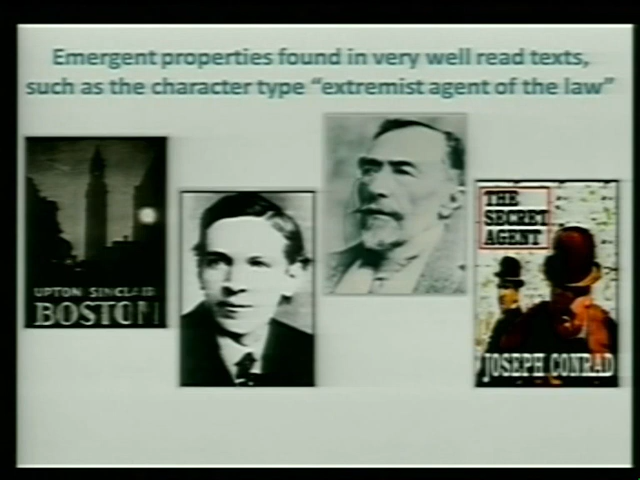 Emergent properties found in very well read texts,
such as the character type “extremist agent of the law”
UPTON SINCLAIR
BOSTON
THE
SECRET
AGENT
JOSEPH CONRAD